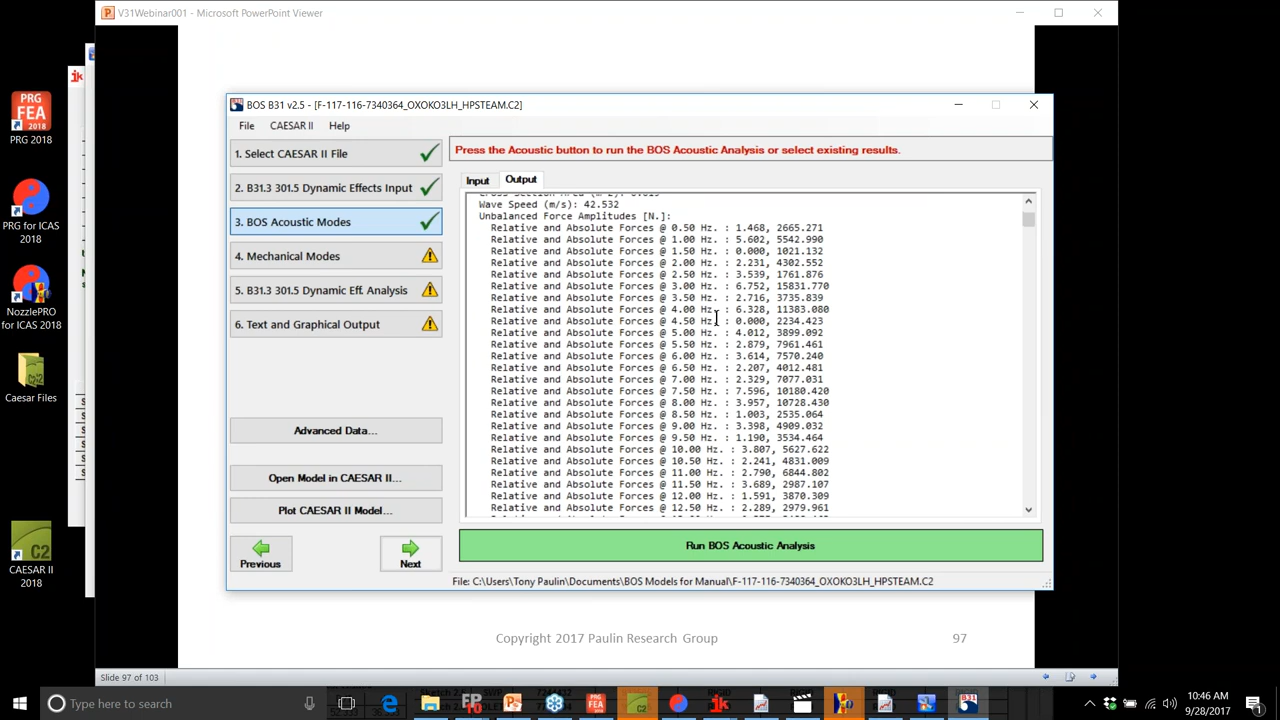 V31Webinar001 - Microsoft PowerPoint Viewer
BOS B31 v2.5 - [F-117-116-7340364_OXOKO3LH_HPSTEAM.C2]
File CAESAR II Help
Press the Acoustic button to run the BOS Acoustic Analysis or select existing results.
1. Select CAESAR II File
2. B31.3 301.5 Dynamic Effects Input
3. BOS Acoustic Modes
4. Mechanical Modes
5. B31.3 301.5 Dynamic Eff. Analysis
6. Text and Graphical Output
Advanced Data...
Open Model in CAESAR II...
Plot CAESAR II Model...
Previous
Next
Input Output
Wave Speed (m/s): 42.532
Unbalanced Force Amplitudes [N.]:
Relative and Absolute Forces @ 0.50 Hz. : 1.468, 2665.271
Relative and Absolute Forces @ 1.00 Hz. : 5.602, 5542.990
Relative and Absolute Forces @ 1.50 Hz. : 0.000, 1021.132
Relative and Absolute Forces @ 2.00 Hz. : 2.231, 4302.552
Relative and Absolute Forces @ 2.50 Hz. : 3.539, 1761.876
Relative and Absolute Forces @ 3.00 Hz. : 6.752, 15831.770
Relative and Absolute Forces @ 3.50 Hz. : 2.716, 3735.839
Relative and Absolute Forces @ 4.00 Hz. : 6.328, 11383.080
Relative and Absolute Forces @ 4.50 Hz. : 0.000, 2234.423
Relative and Absolute Forces @ 5.00 Hz. : 4.012, 3899.092
Relative and Absolute Forces @ 5.50 Hz. : 2.879, 7961.461
Relative and Absolute Forces @ 6.00 Hz. : 3.614, 7570.240
Relative and Absolute Forces @ 6.50 Hz. : 2.207, 4012.481
Relative and Absolute Forces @ 7.00 Hz. : 2.329, 7077.031
Relative and Absolute Forces @ 7.50 Hz. : 7.596, 10180.420
Relative and Absolute Forces @ 8.00 Hz. : 3.957, 10728.430
Relative and Absolute Forces @ 8.50 Hz. : 1.003, 2535.064
Relative and Absolute Forces @ 9.00 Hz. : 3.398, 4909.032
Relative and Absolute Forces @ 9.50 Hz. : 1.190, 3534.464
Relative and Absolute Forces @ 10.00 Hz. : 3.807, 5627.622
Relative and Absolute Forces @ 10.50 Hz. : 2.241, 4831.009
Relative and Absolute Forces @ 11.00 Hz. : 2.790, 6844.802
Relative and Absolute Forces @ 11.50 Hz. : 3.689, 2987.107
Relative and Absolute Forces @ 12.00 Hz. : 1.591, 3870.309
Relative and Absolute Forces @ 12.50 Hz. : 2.289, 2979.961
Run BOS Acoustic Analysis
File: C:\Users\Tony Paulin\Documents\BOS Models for Manual\F-117-116-7340364_OXOKO3LH_HPSTEAM.C2
Copyright 2017 Paulin Research Group
97
Slide 97 of 103
PRG
FEA
2018
PRG 2018
PRG for ICAS
2018
NozzlePRO
for ICAS 2018
Caesar Files
C2
CAESAR II
2018
Type here to search
10:46 AM
9/28/2017